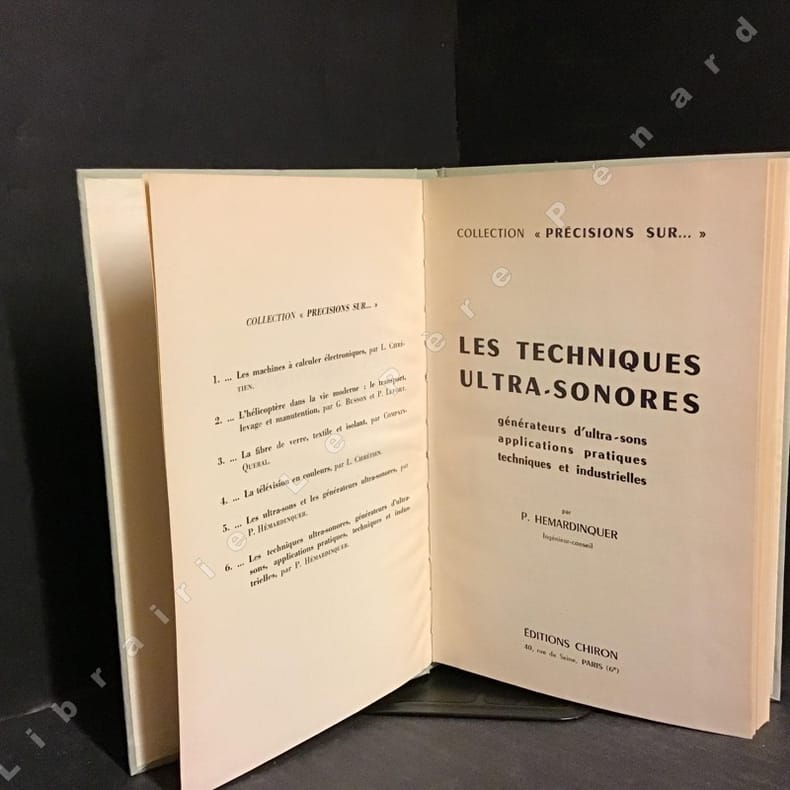 COLLECTION « PRÉCISIONS SUR... »
1. ... Les machines à calculer électroniques, par L. CHRÉ-
TIEN.
2. ... L'hélicoptère dans la vie moderne : le transport,
levage et manutention, par G. BUSSON et P. LEFORT.
3. ... La fibre de verre, textile et isolant, par COMPAIN-
QUERAL.
4. ... La télévision en couleurs, par L. CHRÉTIEN.
5. ... Les ultra-sons et les générateurs ultra-sonores, par
P. HÉMARDINQUER.
6. ... Les techniques ultra-sonores, générateurs d'ultra-
sons, applications pratiques, techniques et indus
trielles, par P. HÉMARDINQUER.
COLLECTION « PRÉCISIONS SUR... »
LES TECHNIQUES
ULTRA-SONORES
générateurs d'ultra-sons
applications pratiques
techniques et industrielles
par
P. HEMARDINQUER
Ingénieur-conseil
ÉDITIONS CHIRON
40, rue de Seine, PARIS (6e)
Librairie Le Père Pénard